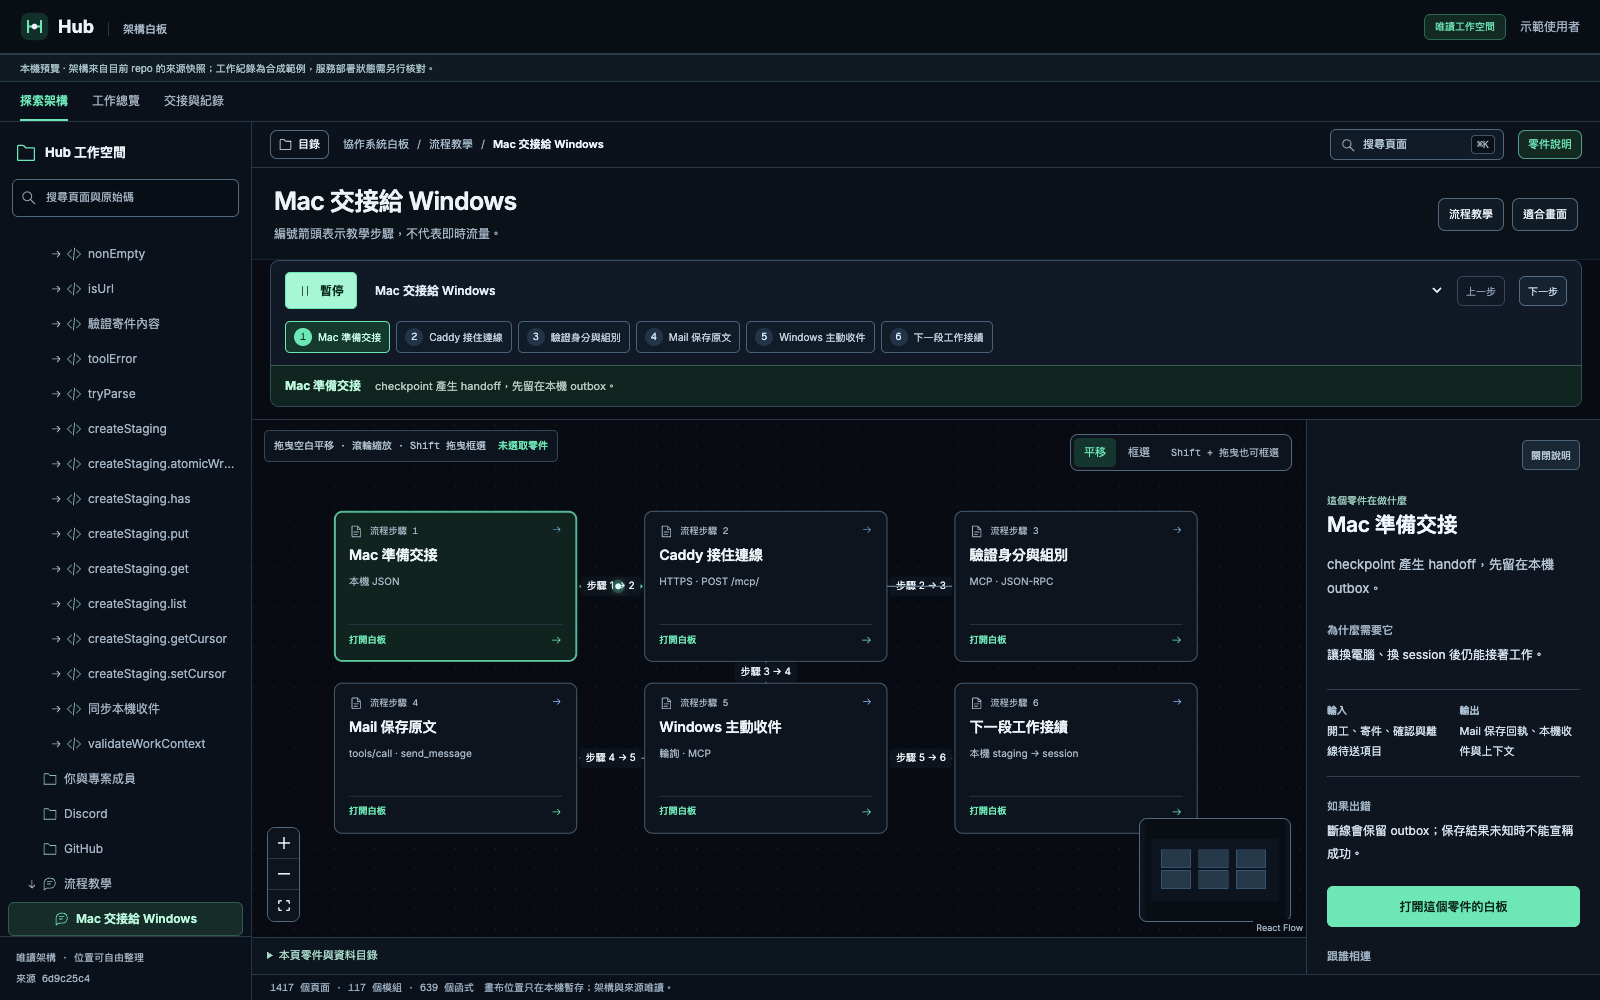 Hub
架構白板
唯讀工作空間
示範使用者
本機預覽 · 架構來自目前 repo 的來源快照；工作紀錄為合成範例，服務部署狀態需另行核對。
探索架構
工作總覽
交接與紀錄
Hub 工作空間
搜尋頁面與原始碼
→ </> nonEmpty
→ </> isUrl
→ </> 驗證寄件內容
→ </> toolError
→ </> tryParse
→ </> createStaging
→ </> createStaging.atomicWr...
→ </> createStaging.has
→ </> createStaging.put
→ </> createStaging.get
→ </> createStaging.list
→ </> createStaging.getCursor
→ </> createStaging.setCursor
→ </> 同步本機收件
→ </> validateWorkContext
你與專案成員
Discord
GitHub
↓ 流程教學
Mac 交接給 Windows
唯讀架構 · 位置可自由整理
來源 6d9c25c4
目錄
協作系統白板 / 流程教學 / Mac 交接給 Windows
搜尋頁面 ⌘K
零件說明
Mac 交接給 Windows
編號箭頭表示教學步驟，不代表即時流量。
流程教學
適合畫面
暫停
Mac 交接給 Windows
上一步
下一步
1 Mac 準備交接
2 Caddy 接住連線
3 驗證身分與組別
4 Mail 保存原文
5 Windows 主動收件
6 下一段工作接續
Mac 準備交接 checkpoint 產生 handoff，先留在本機 outbox。
拖曳空白平移 · 滾輪縮放 · Shift 拖曳框選 未選取零件
平移
框選
Shift + 拖曳也可框選
流程步驟 1 →
Mac 準備交接
本機 JSON
打開白板 →
步驟 1 → 2
流程步驟 2 →
Caddy 接住連線
HTTPS · POST /mcp/
打開白板 →
步驟 2 → 3
流程步驟 3 →
驗證身分與組別
MCP · JSON-RPC
打開白板 →
步驟 3 → 4
流程步驟 4 →
Mail 保存原文
tools/call · send_message
打開白板 →
步驟 4 → 5
流程步驟 5 →
Windows 主動收件
輪詢 · MCP
打開白板 →
步驟 5 → 6
流程步驟 6 →
下一段工作接續
本機 staging → session
打開白板 →
React Flow
本頁零件與資料目錄
1417 個頁面 · 117 個模組 · 639 個函式 畫布位置只在本機暫存；架構與來源唯讀。
關閉說明
這個零件在做什麼
Mac 準備交接
checkpoint 產生 handoff，先留在本機
outbox。
為什麼需要它
讓換電腦、換 session 後仍能接著工作。
輸入
開工、寄件、確認與離
線待送項目
輸出
Mail 保存回執、本機收
件與上下文
如果出錯
斷線會保留 outbox；保存結果未知時不能宣稱
成功。
打開這個零件的白板
跟誰相連